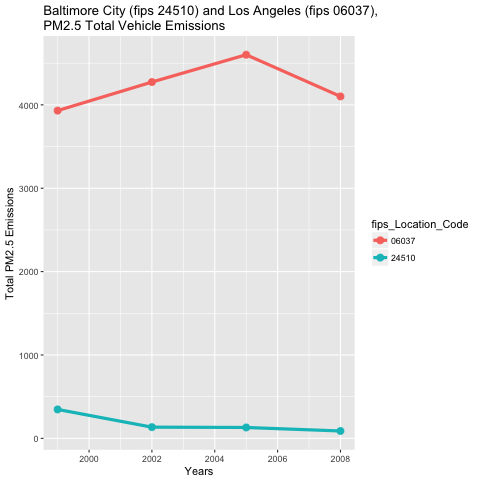 Baltimore City (fips 24510) and Los Angeles (fips 06037),
PM2.5 Total Vehicle Emissions
Total PM2.5 Emissions
4000
3000
2000
1000
0
2000
2002
2004
2006
2008
Years
fips_Location_Code
06037
24510